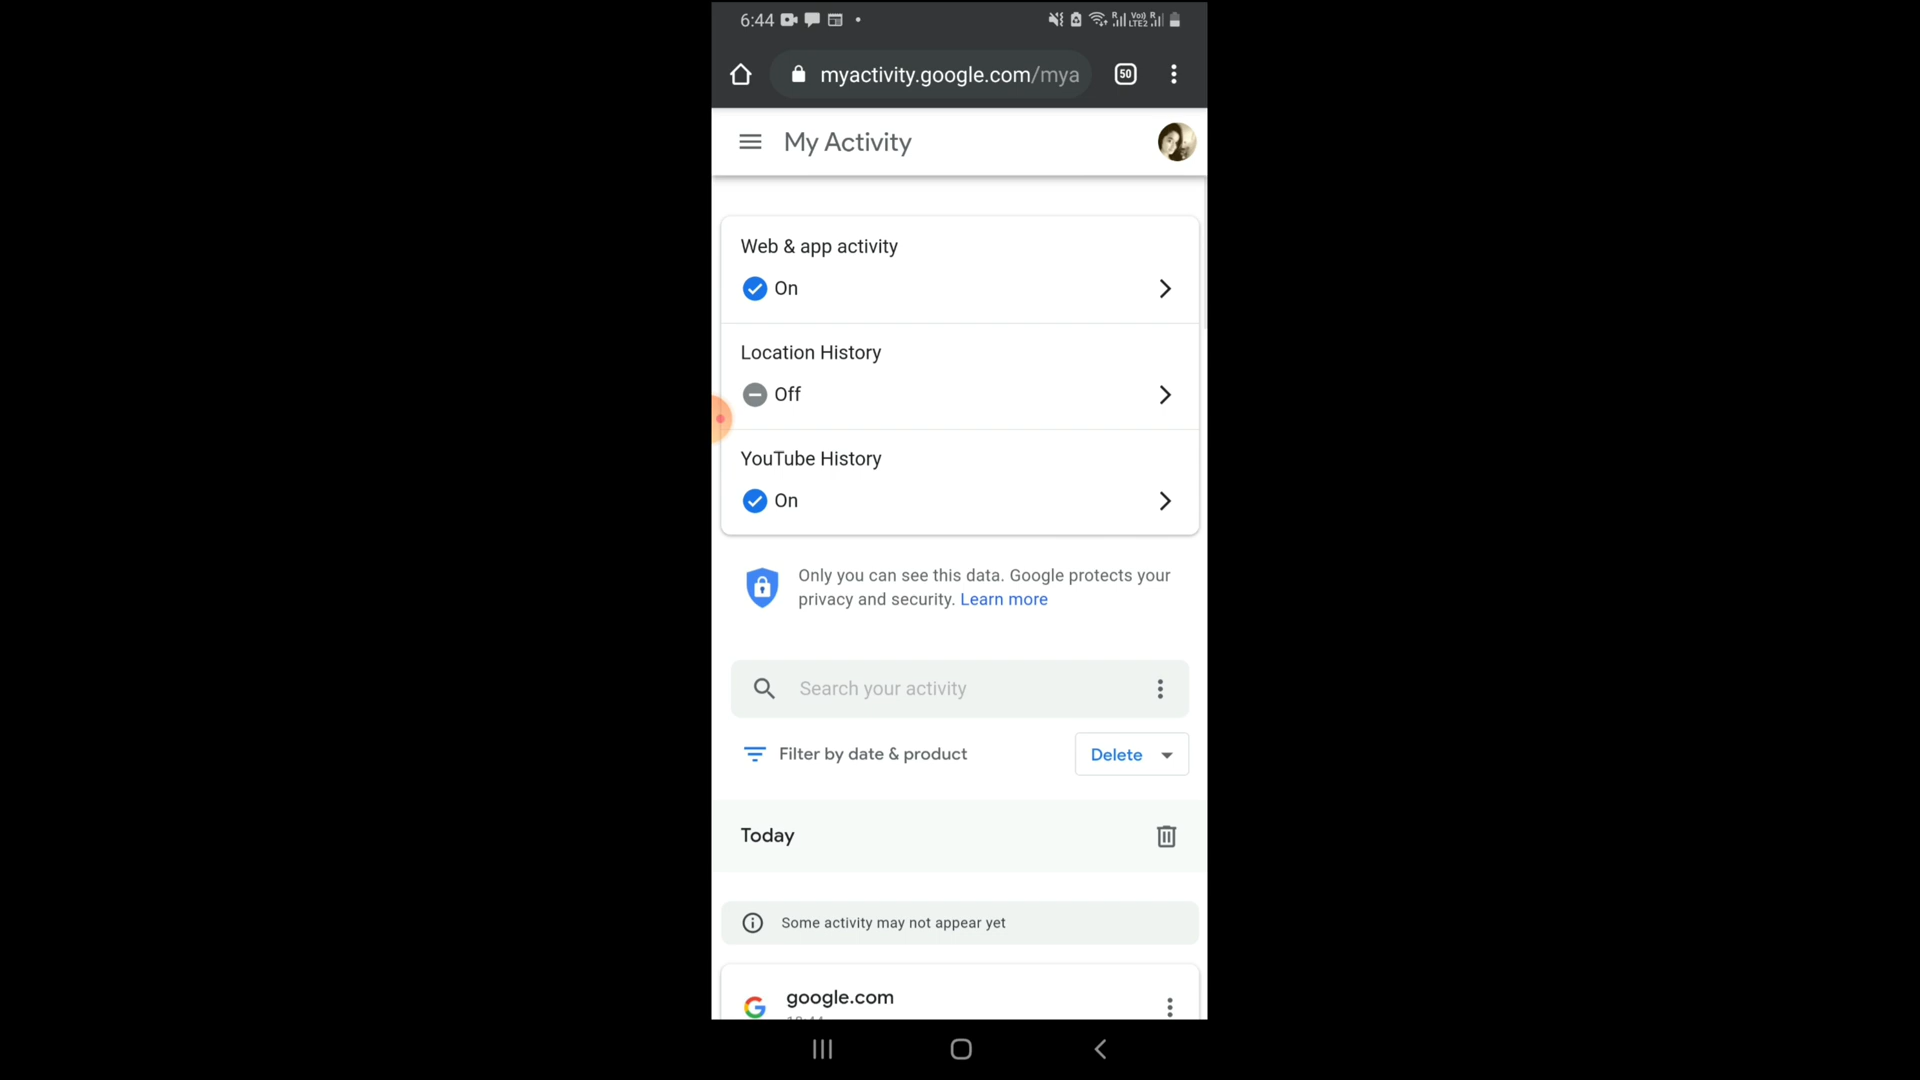 6:44
Vo) R
LTE2
myactivity.google.com/mya
50
My Activity
Web & app activity
On
Location History
Off
YouTube History
On
Only you can see this data. Google protects your
privacy and security. Learn more
Search your activity
Filter by date & product
Delete
Today
Some activity may not appear yet
google.com